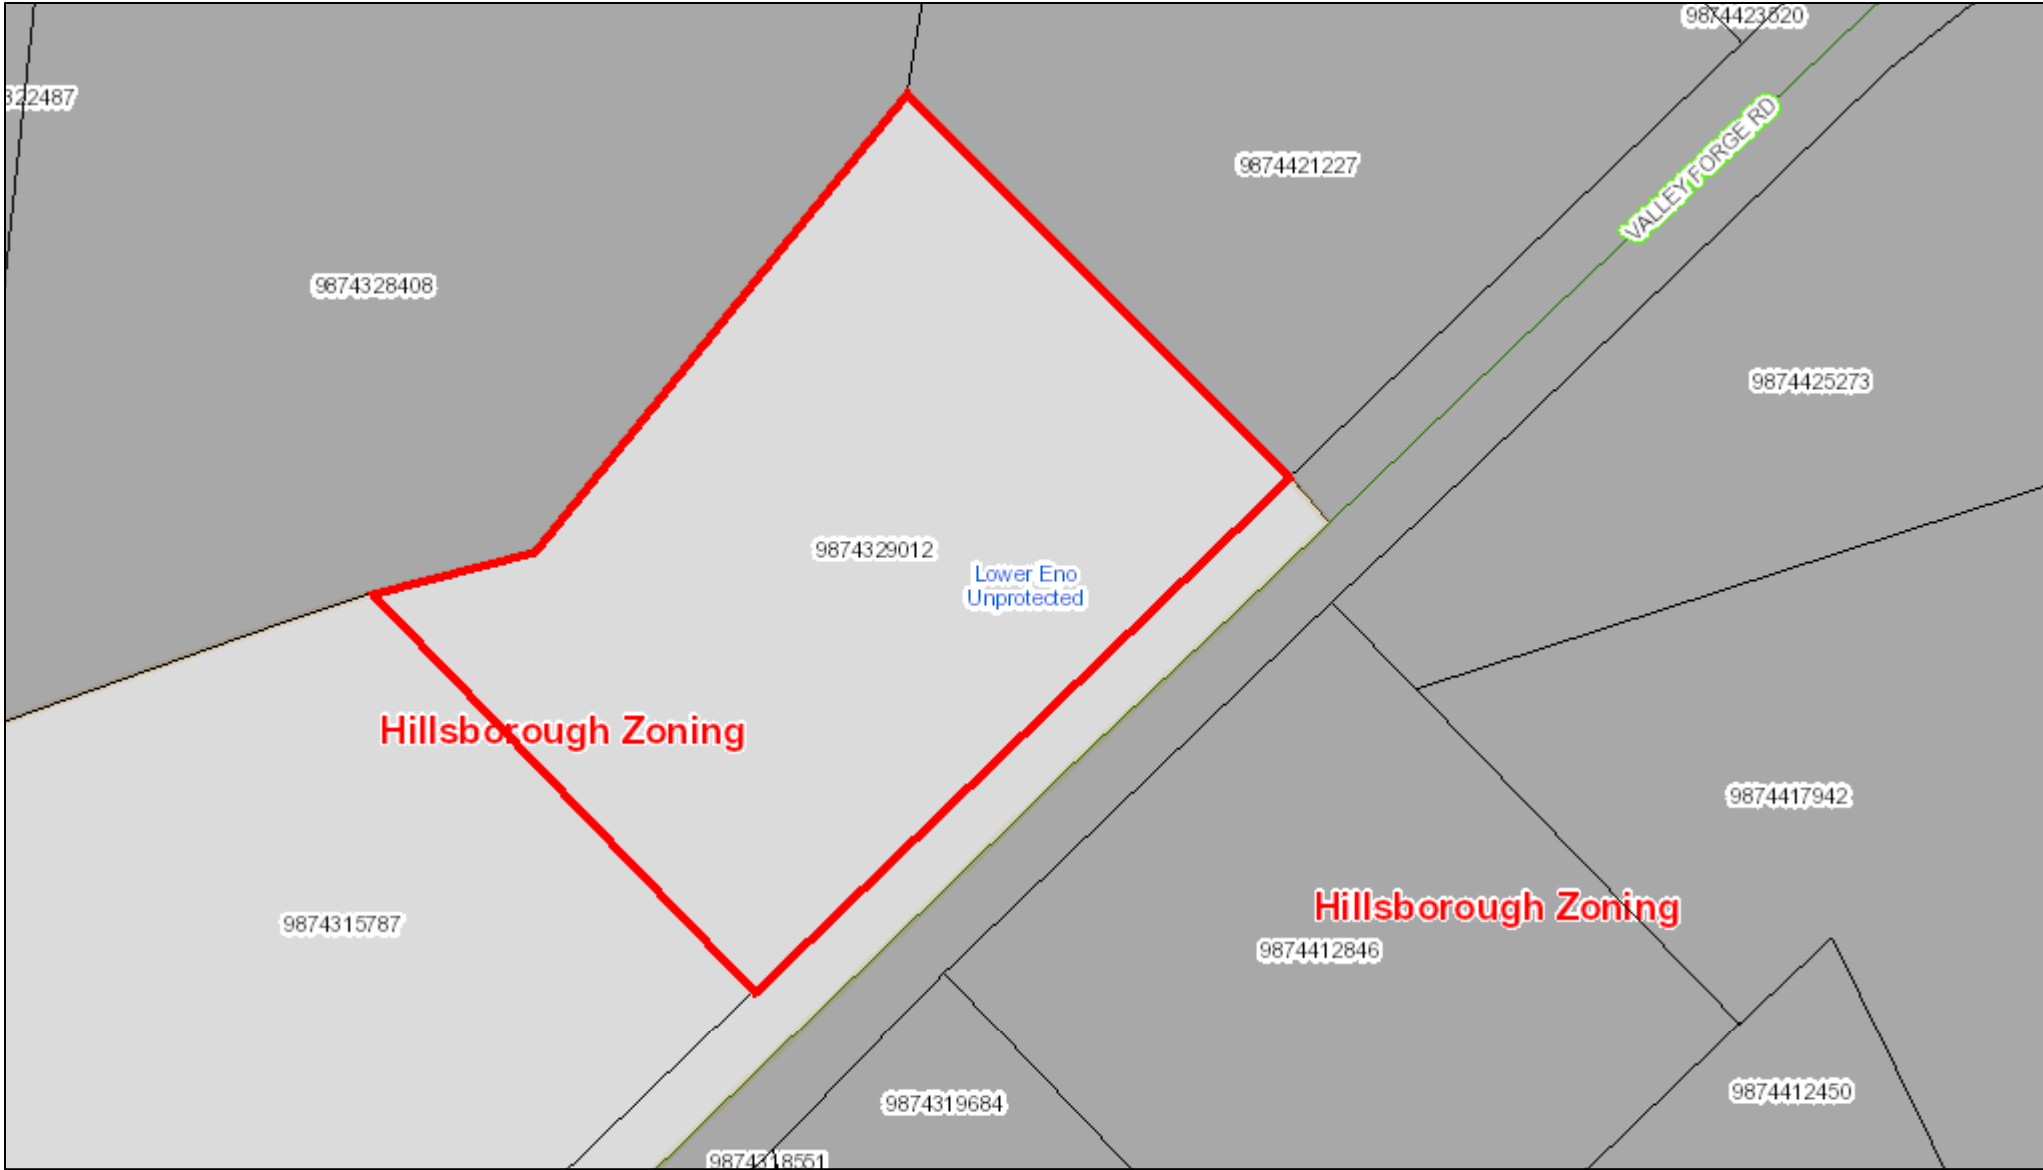 9874423520
322487
VALLEY FORGE RD
9874421227
9874328408
9874425273
9874329012
Lower Eno
Unprotected
Hillsborough Zoning
9874417942
Hillsborough Zoning
9874315787
9874412846
9874412450
9874319684
9874318551